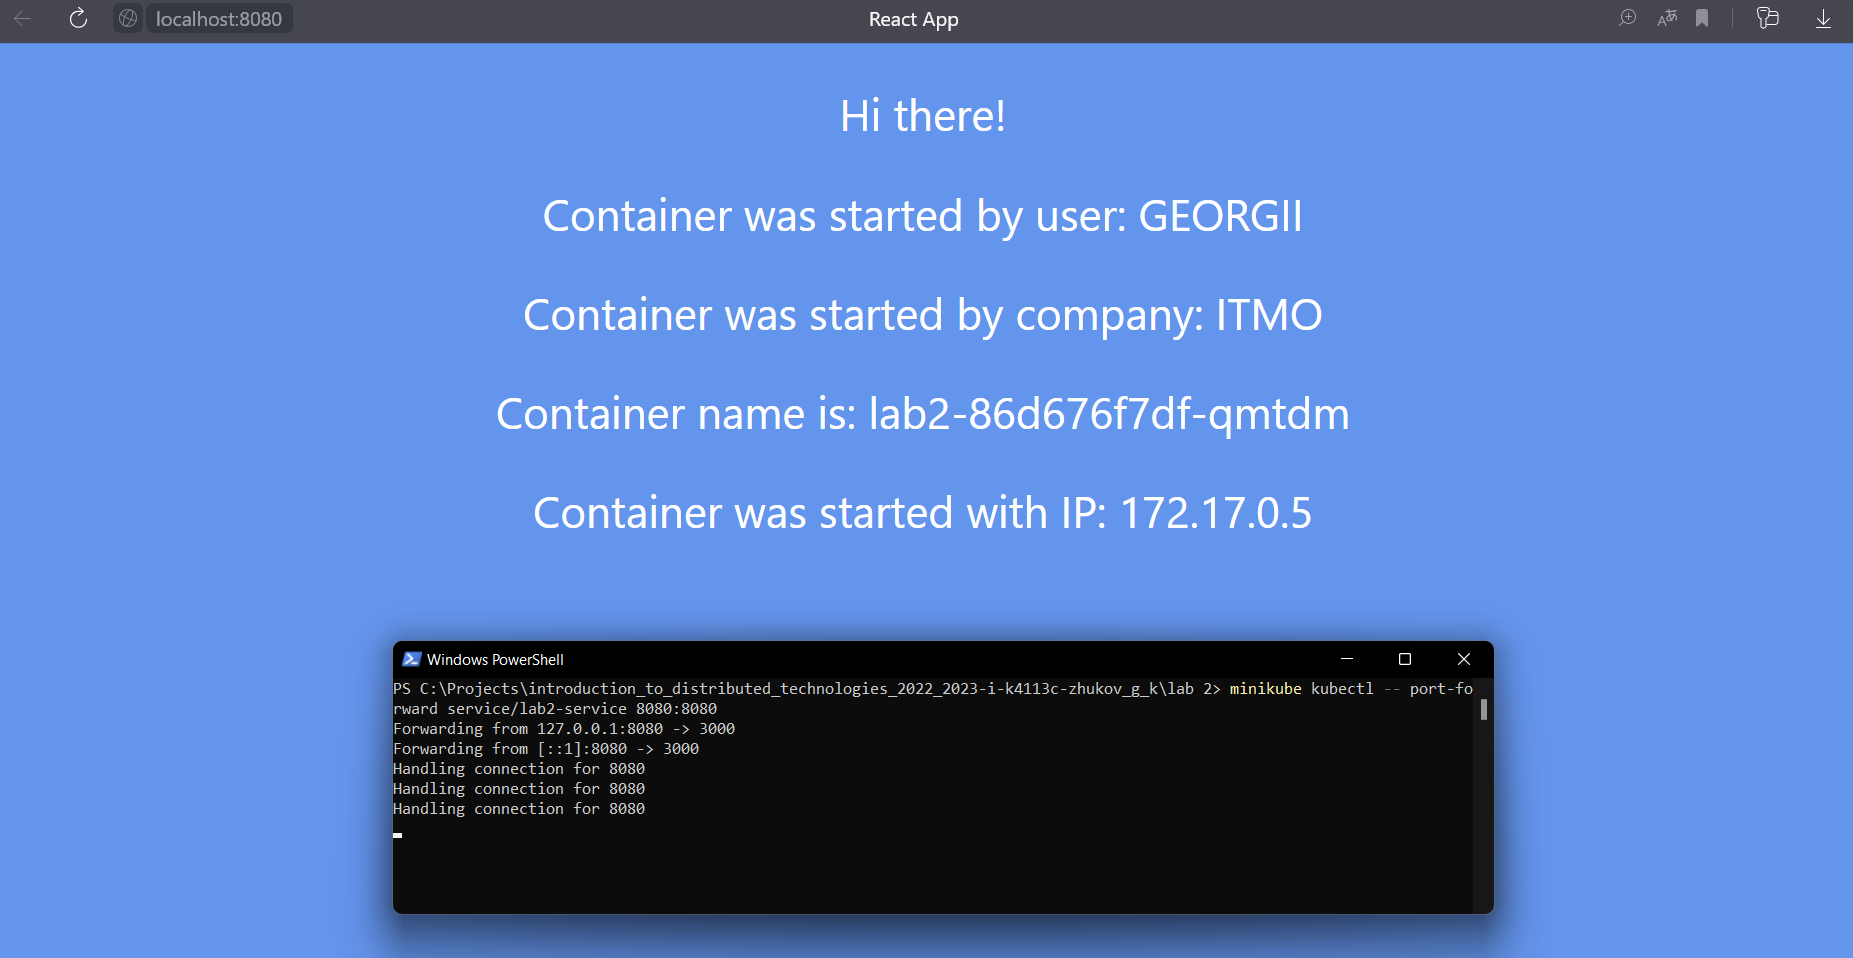 localhost:8080
React App
Hi there!
Container was started by user: GEORGII
Container was started by company: ITMO
Container name is: lab2-86d676f7df-qmtdm
Container was started with IP: 172.17.0.5
Windows PowerShell
PS C:\Projects\introduction_to_distributed_technologies_2022_2023-i-k4113c-zhukov_g_k\lab 2> minikube kubectl -- port-fo
rward service/lab2-service 8080:8080
Forwarding from 127.0.0.1:8080 -> 3000
Forwarding from [::1]:8080 -> 3000
Handling connection for 8080
Handling connection for 8080
Handling connection for 8080